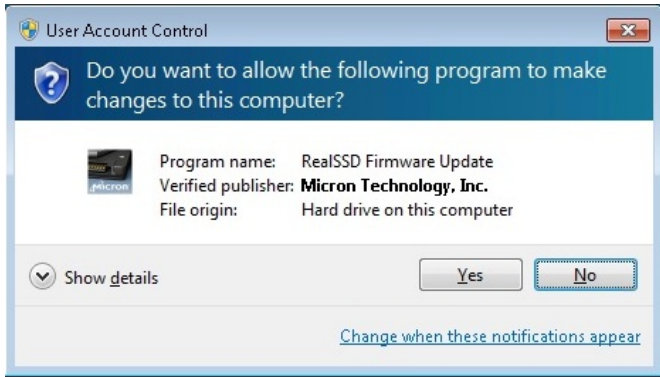 User Account Control
Do you want to allow the following program to make
changes to this computer?
Micron
Program name: RealSSD Firmware Update
Verified publisher: Micron Technology, Inc.
File origin: Hard drive on this computer
Show details
Yes
No
Change when these notifications appear